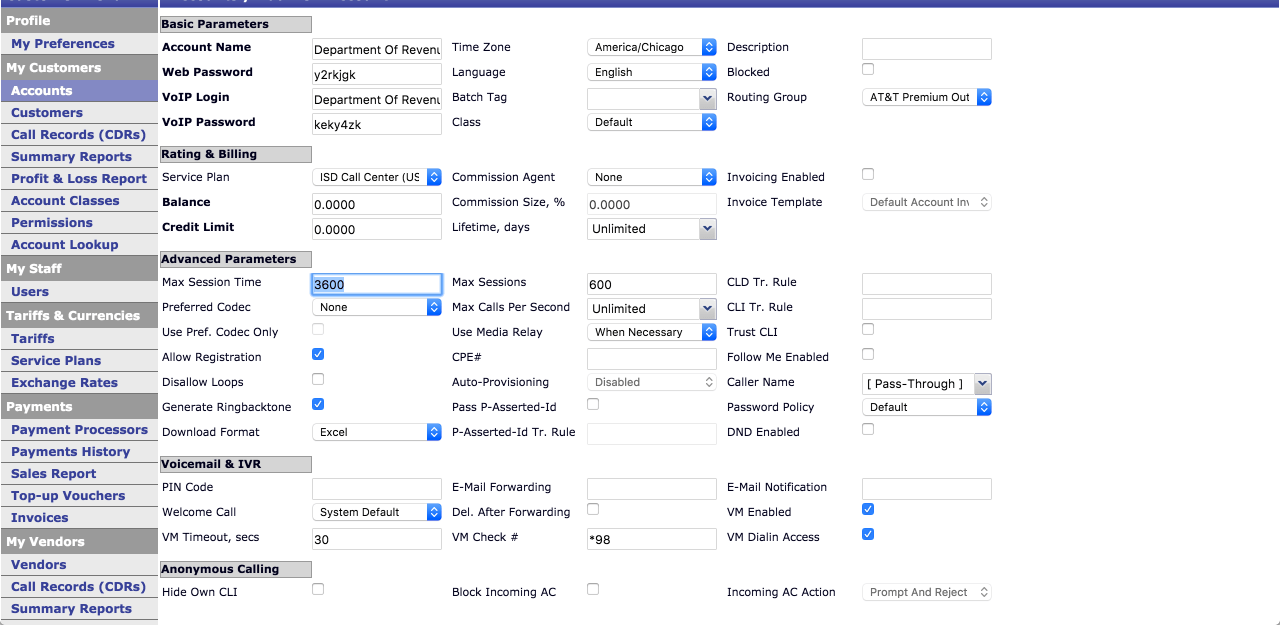 Profile
My Preferences
My Customers
Accounts
Customers
Call Records (CDRs)
Summary Reports
Profit & Loss Report
Account Classes
Permissions
Account Lookup
My Staff
Users
Tariffs & Currencies
Tariffs
Service Plans
Exchange Rates
Payments
Payment Processors
Payments History
Sales Report
Top-up Vouchers
Invoices
My Vendors
Vendors
Call Records (CDRs)
Summary Reports
Basic Parameters
Account Name Department Of Revenu Time Zone America/Chicago Description
Web Password y2rkjgk Language English Blocked
VoIP Login Department Of Revenu Batch Tag Routing Group AT&T Premium Out
VoIP Password keky4zk Class Default
Rating & Billing
Service Plan ISD Call Center (US Commission Agent None Invoicing Enabled
Balance 0.0000 Commission Size, % 0.0000 Invoice Template Default Account Inv
Credit Limit 0.0000 Lifetime, days Unlimited
Advanced Parameters
Max Session Time 3600 Max Sessions 600 CLD Tr. Rule
Preferred Codec None Max Calls Per Second Unlimited CLI Tr. Rule
Use Pref. Codec Only Use Media Relay When Necessary Trust CLI
Allow Registration CPE# Follow Me Enabled
Disallow Loops Auto-Provisioning Disabled Caller Name [ Pass-Through ]
Generate Ringbacktone Pass P-Asserted-Id Password Policy Default
Download Format Excel P-Asserted-Id Tr. Rule DND Enabled
Voicemail & IVR
PIN Code E-Mail Forwarding E-Mail Notification
Welcome Call System Default Del. After Forwarding VM Enabled
VM Timeout, secs 30 VM Check # *98 VM Dialin Access
Anonymous Calling
Hide Own CLI Block Incoming AC Incoming AC Action Prompt And Reject